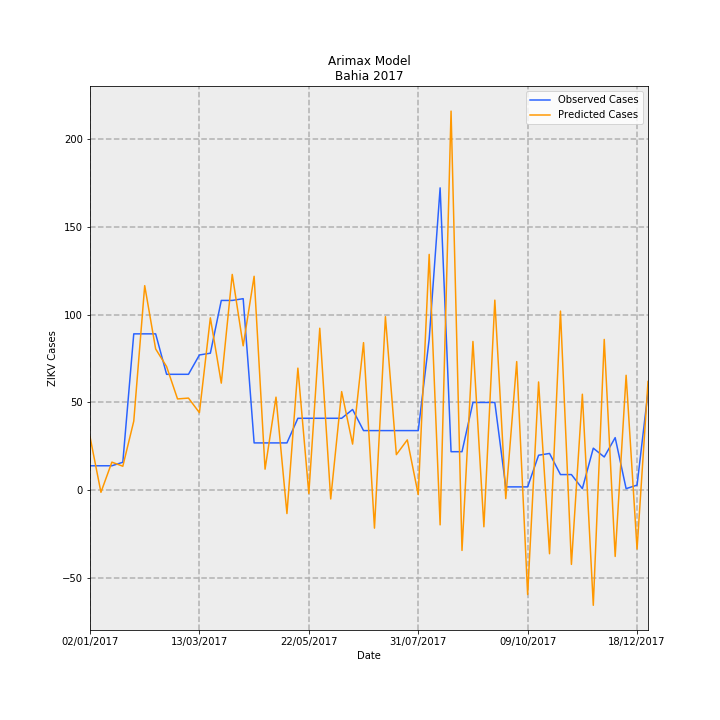 Arimax Model
Bahia 2017
Observed Cases
Predicted Cases
200
150
100
50
0
−50
ZIKV Cases
02/01/2017 13/03/2017 22/05/2017 31/07/2017 09/10/2017 18/12/2017
Date